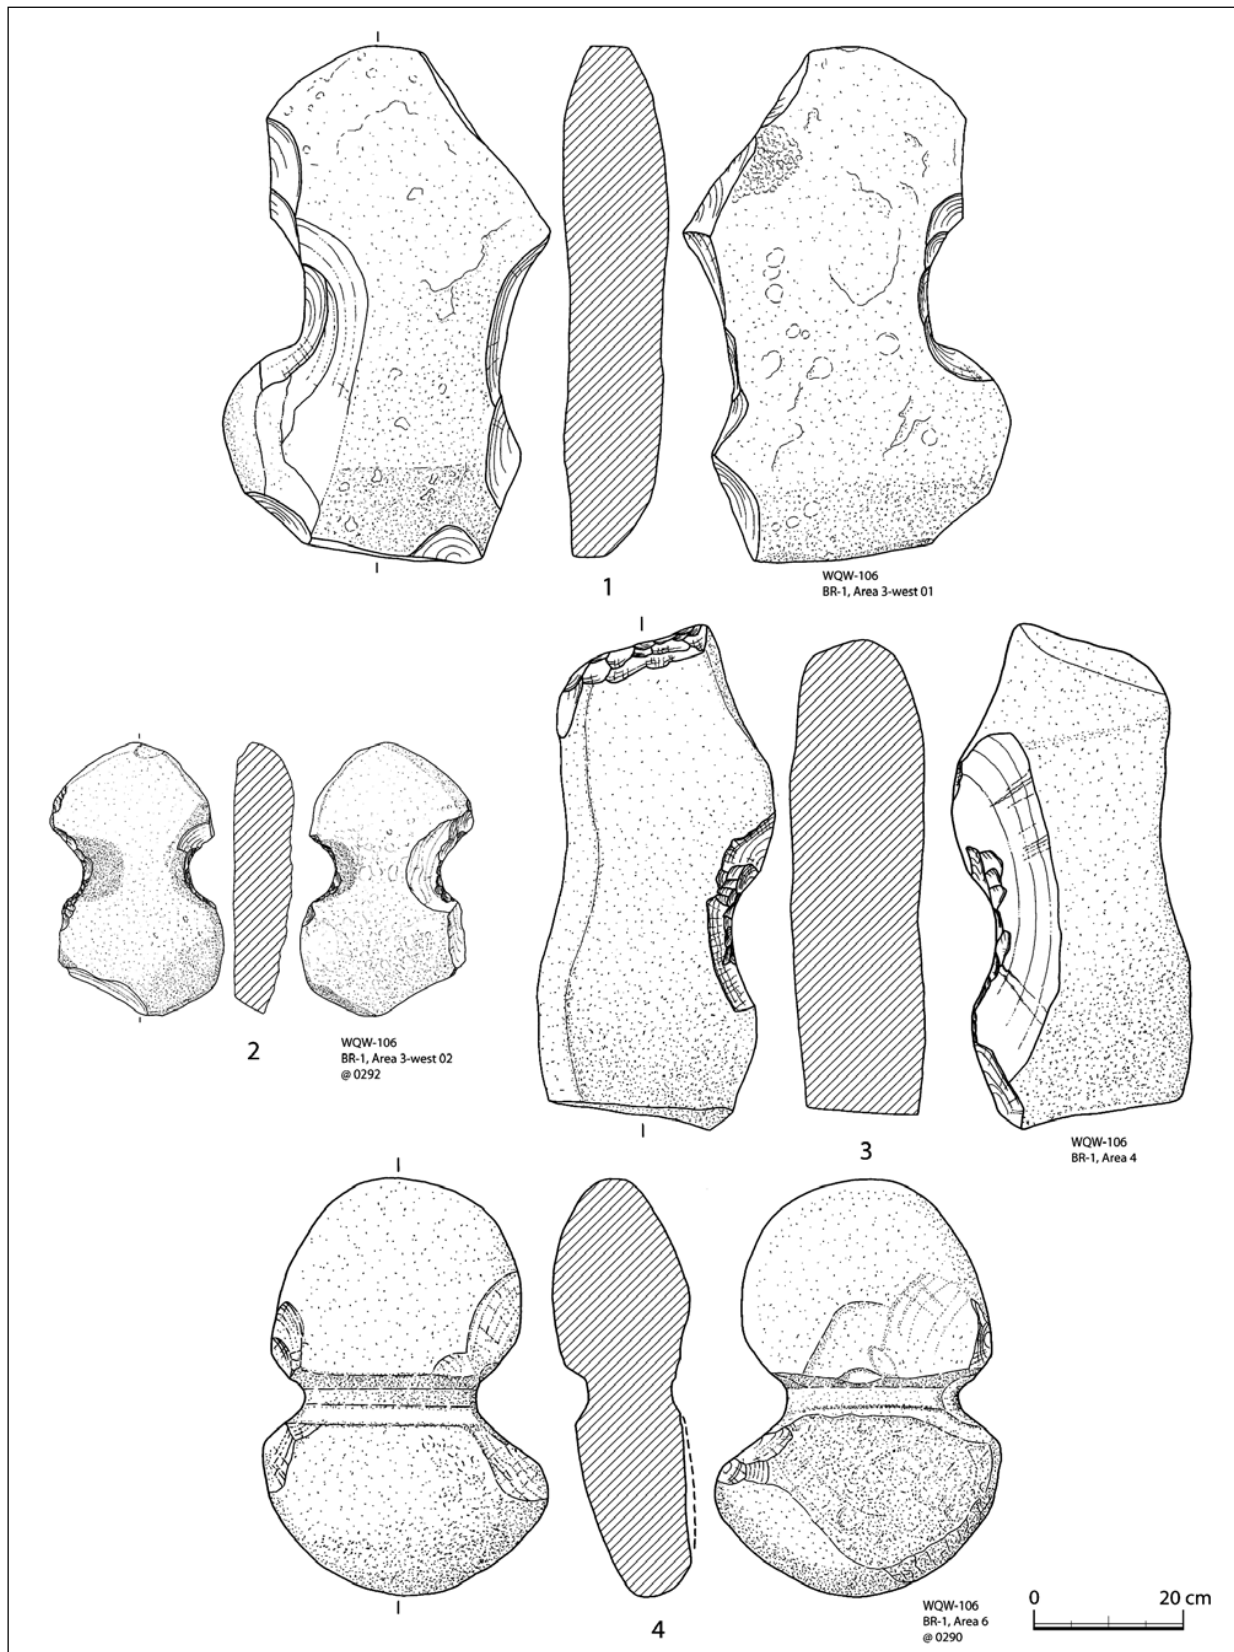 1
WQW-106
BR-1, Area 3-west 01
2
WQW-106
BR-1, Area 3-west 02
@ 0292
3
WQW-106
BR-1, Area 4
4
WQW-106
BR-1, Area 6
@ 0290
0 20 cm